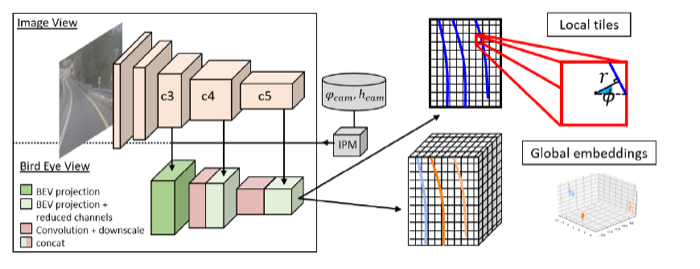 Image View
c3
c4
c5
φcam, hcam
IPM
Bird Eye View
BEV projection
BEV projection +
reduced channels
Convolution + downscale
concat
Local tiles
r
ϕ
Global embeddings